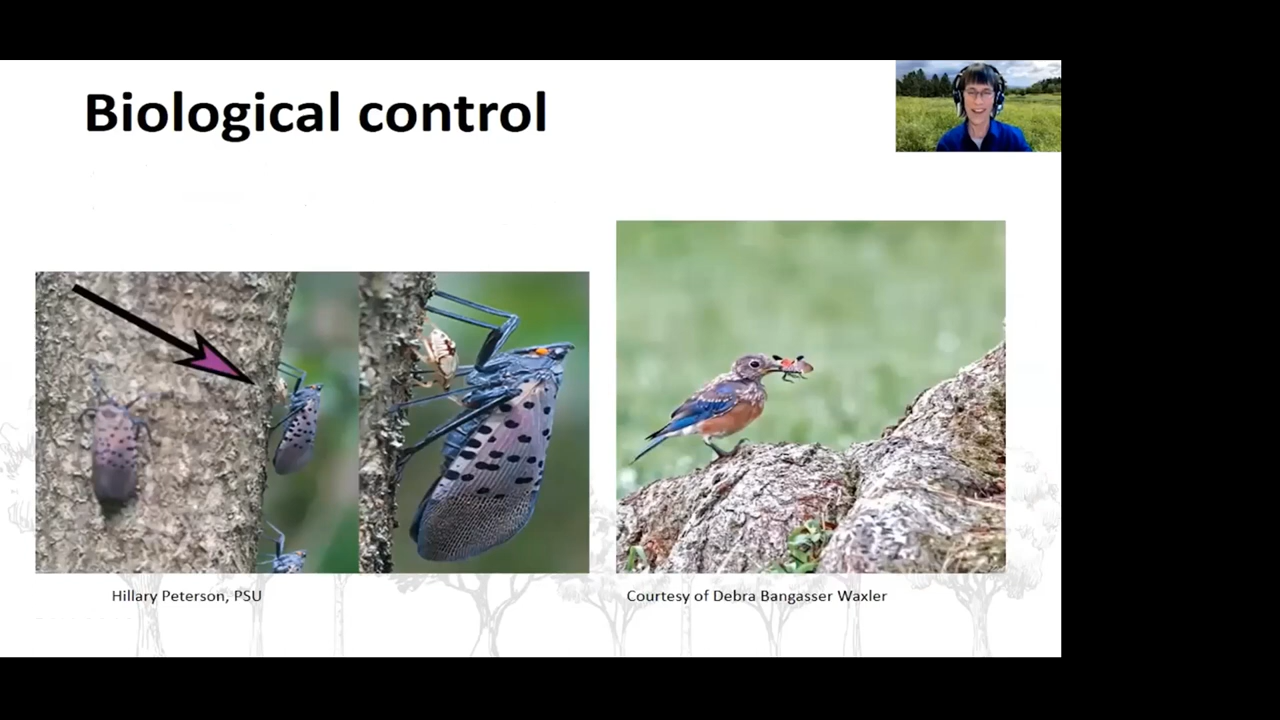 Biological control
Hillary Peterson, PSU
Courtesy of Debra Bangasser Waxler